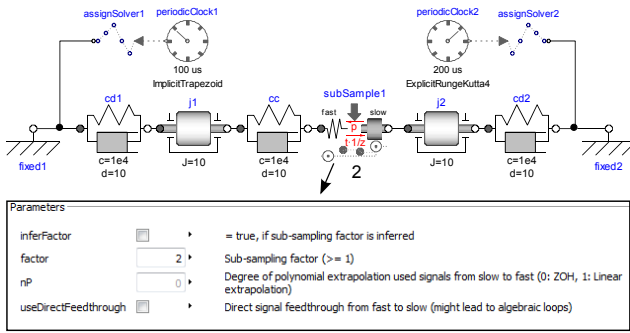 assignSolver1
periodicClock1
periodicClock2
assignSolver2
100 us
200 us
ImplicitTrapezoid
ExplicitRungeKutta4
cd1
j1
cc
subSample1
j2
cd2
fast
slow
p
t·1/z
fixed1
c=1e4
d=10
J=10
c=1e4
d=10
2
J=10
c=1e4
d=10
fixed2
Parameters
inferFactor = true, if sub-sampling factor is inferred
factor 2 Sub-sampling factor (>= 1)
nP 0 Degree of polynomial extrapolation used signals from slow to fast (0: ZOH, 1: Linear
extrapolation)
useDirectFeedthrough Direct signal feedthrough from fast to slow (might lead to algebraic loops)